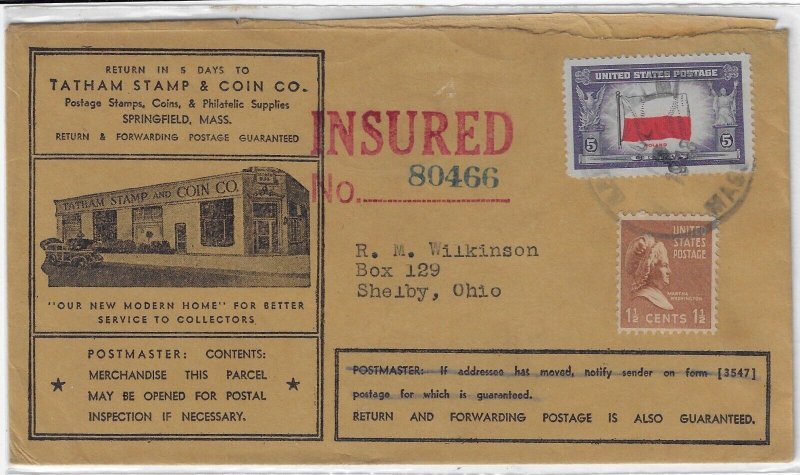 RETURN IN 5 DAYS TO
TATHAM STAMP & COIN CO.
Postage Stamps, Coins, & Philatelic Supplies
SPRINGFIELD, MASS.
RETURN & FORWARDING POSTAGE GUARANTEED
TATHAM STAMP AND COIN CO.
"OUR NEW MODERN HOME" FOR BETTER
SERVICE TO COLLECTORS
POSTMASTER: CONTENTS:
MERCHANDISE THIS PARCEL
MAY BE OPENED FOR POSTAL
INSPECTION IF NECESSARY.
INSURED
No. 80466
UNITED STATES POSTAGE
5 5
POLAND
MASS
R. M. Wilkinson
Box 129
Shelby, Ohio
UNITED
STATES
POSTAGE
MARTHA
WASHINGTON
1½ CENTS 1½
POSTMASTER: If addressee has moved, notify sender on form [3547]
postage for which is guaranteed.
RETURN AND FORWARDING POSTAGE IS ALSO GUARANTEED.